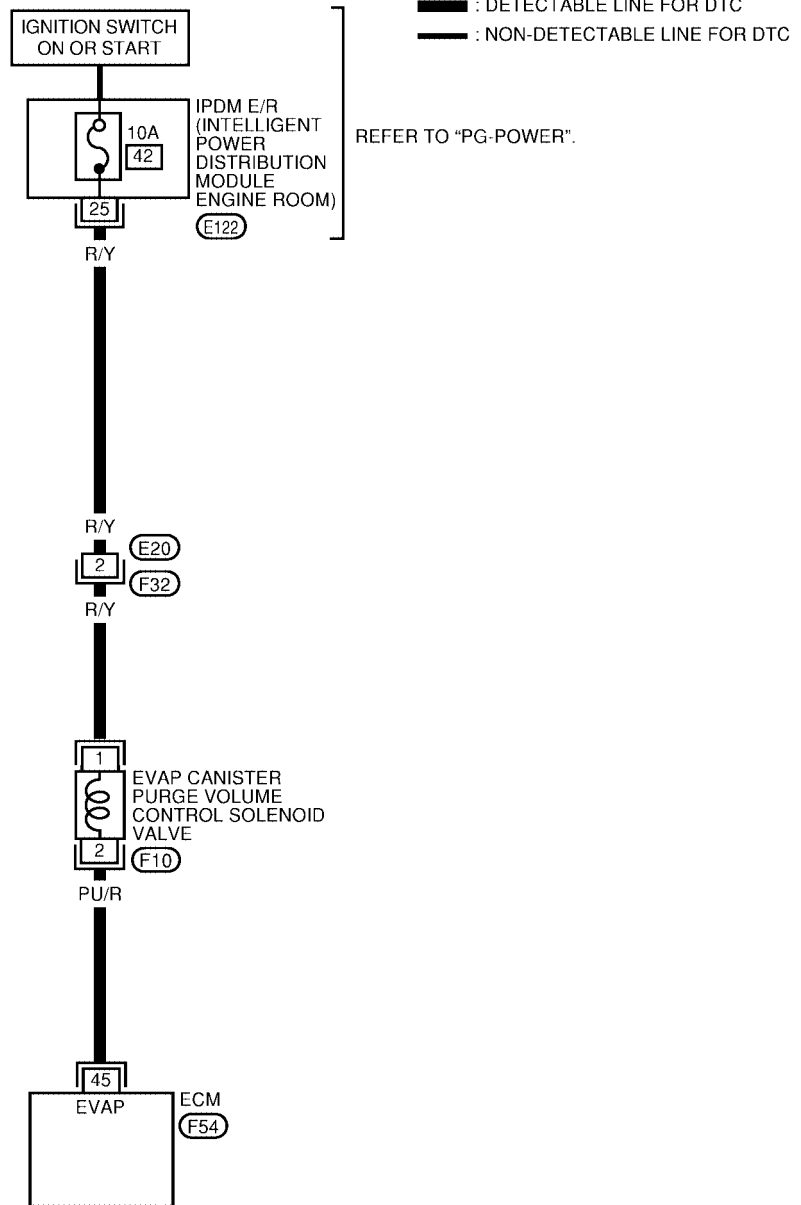 : DETECTABLE LINE FOR DTC
: NON-DETECTABLE LINE FOR DTC
IGNITION SWITCH
ON OR START
10A
42
IPDM E/R
(INTELLIGENT
POWER
DISTRIBUTION
MODULE
ENGINE ROOM)
E122
REFER TO “PG-POWER”.
25
R/Y
R/Y
2
E20
F32
R/Y
1
EVAP CANISTER
PURGE VOLUME
CONTROL SOLENOID
VALVE
2
F10
PU/R
45
EVAP
ECM
F54